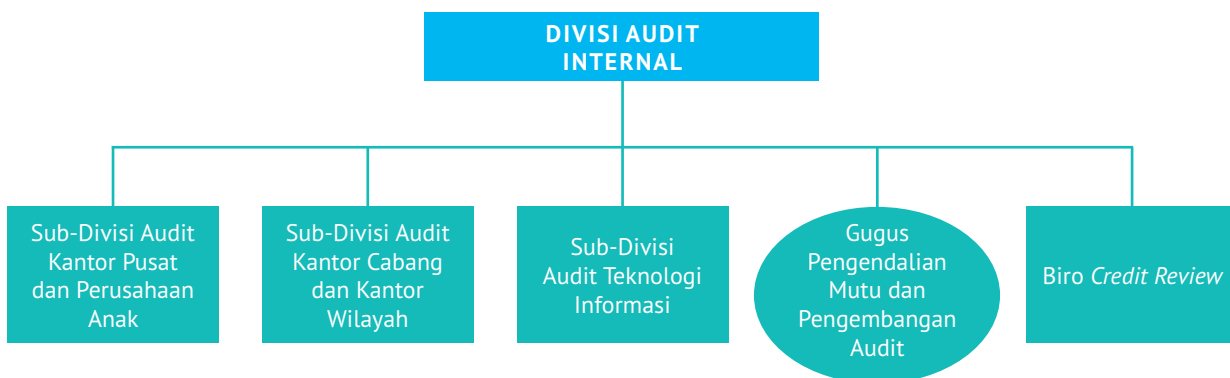 DIVISI AUDIT
INTERNAL
Sub-Divisi Audit
Kantor Pusat
dan Perusahaan
Anak
Sub-Divisi Audit
Kantor Cabang
dan Kantor
Wilayah
Sub-Divisi
Audit Teknologi
Informasi
Gugus
Pengendalian
Mutu dan
Pengembangan
Audit
Biro Credit Review